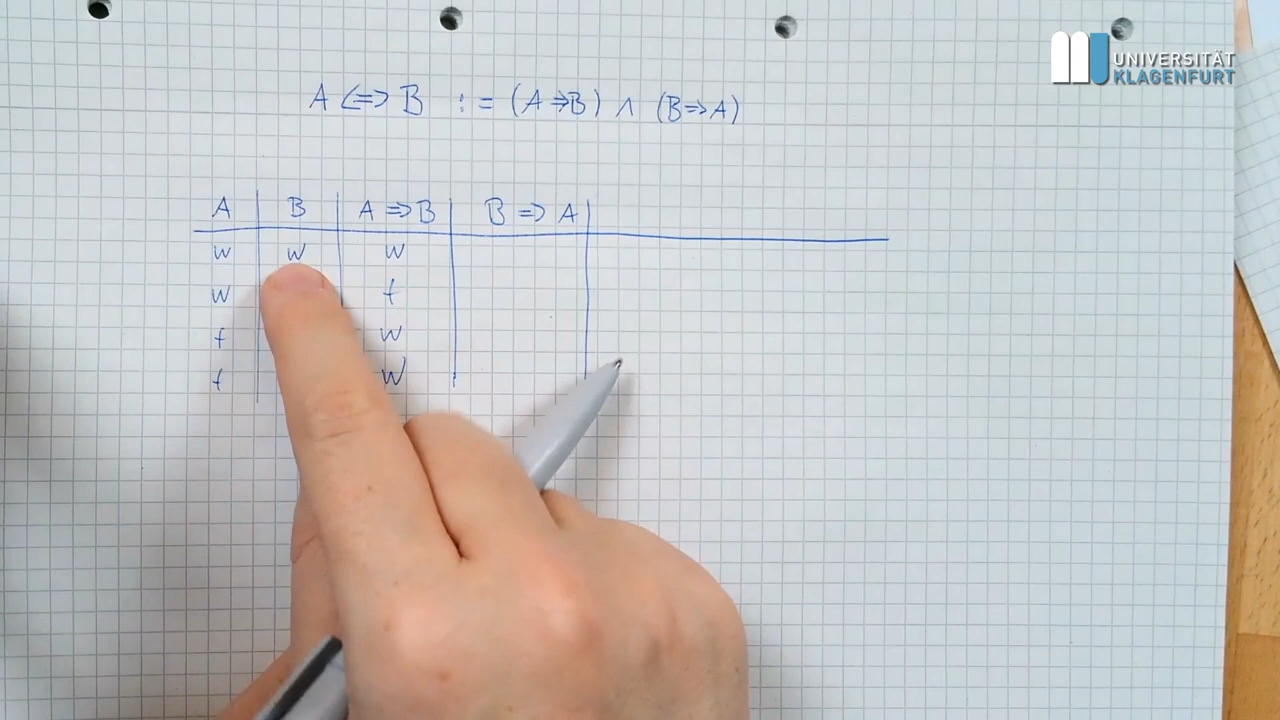 UNIVERSITÄT
KLAGENFURT
A <=> B := (A => B) ∧ (B => A)
A B A => B B => A
w w w
w f
f w
f w